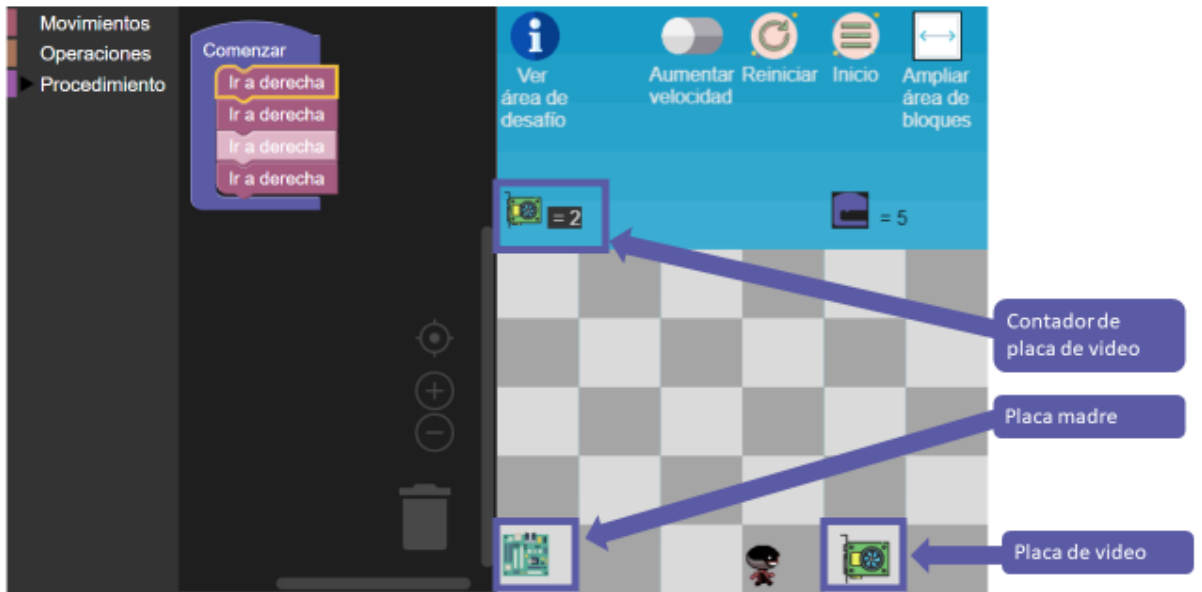 Movimientos
Operaciones
Procedimiento
Comenzar
Ir a derecha
Ir a derecha
Ir a derecha
Ir a derecha
Ver
área de
desafío
Aumentar
velocidad
Reiniciar
Inicio
Ampliar
área de
bloques
= 2
= 5
Contador de
placa de video
Placa madre
Placa de video